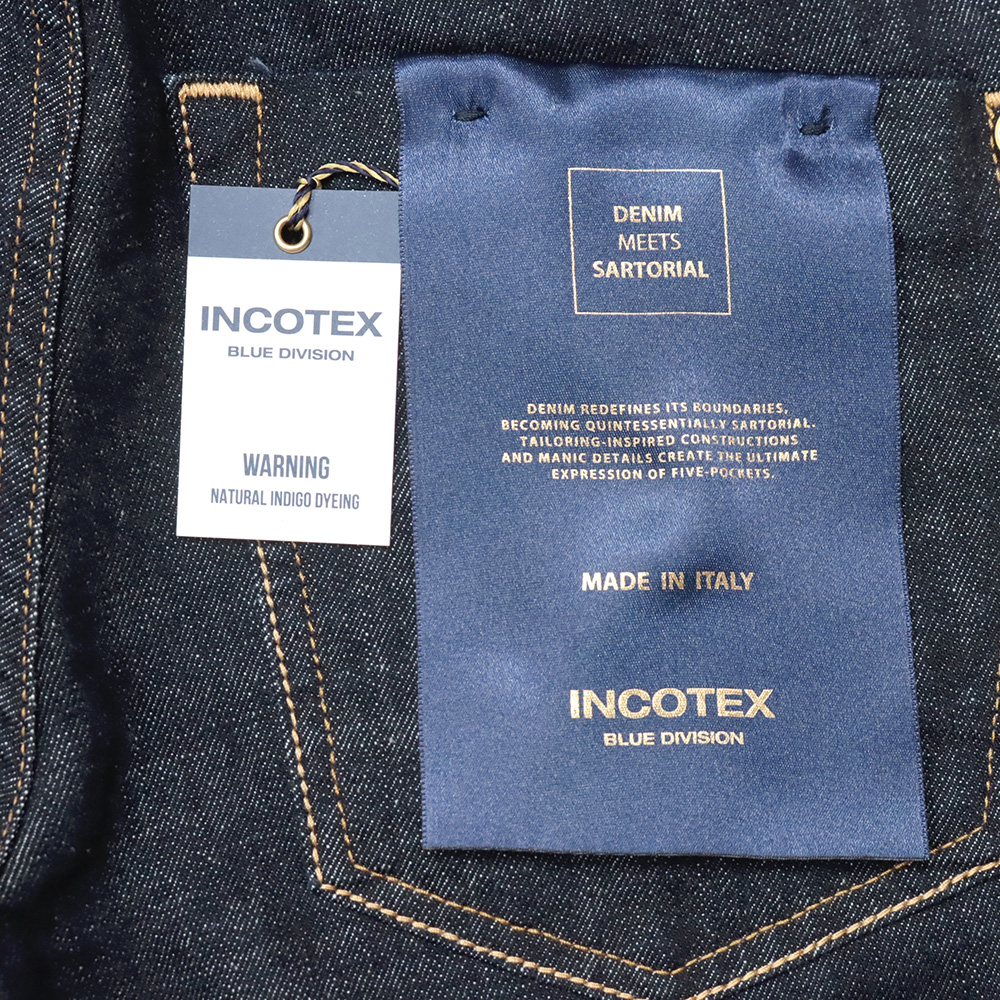 INCOTEX
BLUE DIVISION
WARNING
NATURAL INDIGO DYEING
DENIM
MEETS
SARTORIAL
DENIM REDEFINES ITS BOUNDARIES,
BECOMING QUINTESSENTIALLY SARTORIAL.
TAILORING-INSPIRED CONSTRUCTIONS
AND MANIC DETAILS CREATE THE ULTIMATE
EXPRESSION OF FIVE-POCKETS.
MADE IN ITALY
INCOTEX
BLUE DIVISION